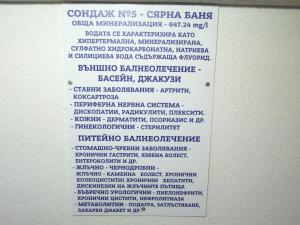 СОНДАЖ №5 - СЯРНА БАНЯ
ОБЩА МИНЕРАЛИЗАЦИЯ - 647.24 mg/l
ВОДАТА СЕ ХАРАКТЕРИЗИРА КАТО
ХИПЕРТЕРМАЛНА, МИНЕРАЛИЗИРАНА,
СУЛФАТНО ХИДРОКАРБОНАТНА, НАТРИЕВА
И СИЛИЦИЕВА ВОДА СЪДЪРЖАЩА ФЛУОРИД.
ВЪНШНО БАЛНЕОЛЕЧЕНИЕ -
БАСЕЙН, ДЖАКУЗИ
- СТАВНИ ЗАБОЛЯВАНИЯ - АРТРИТИ,
КОКСАРТРОЗА
- ПЕРИФЕРНА НЕРВНА СИСТЕМА -
ДИСКОПАТИИ, РАДИКУЛИТИ, ПЛЕКСИТИ.
- КОЖНИ - ДЕРМАТИТИ, ПСОРИАЗИС И ДР.
- ГИНЕКОЛОГИЧНИ - СТЕРИЛИТЕТ
ПИТЕЙНО БАЛНЕОЛЕЧЕНИЕ
- СТОМАШНО-ЧРЕВНИ ЗАБОЛЯВАНИЯ -
ХРОНИЧНИ ГАСТРИТИ, ЯЗВЕНА БОЛЕСТ,
ЕНТЕРОКОЛИТИ И ДР.
- ЖЛЪЧНО - ЧЕРНОДРОБНИ -
ЖЛЪЧНО - КАМЕННА БОЛЕСТ, ХРОНИЧНИ
ХОЛЕЦИСТИТИ ХРОНИЧНИ ХЕПАТИТИ,
ДИСКИНЕЗИИ НА ЖЛЪЧНИТЕ ПЪТИЩА
- БЪБРЕЧНО УРОЛОГИЧНИ - ПИЕЛОНЕФРИТИ,
ХРОНИЧНИ ЦИСТИТИ, НЕФРОЛИТИАЗА
- МЕТАБОЛИТНИ - ПОДАГРА, ЗАТЛЪСТЯВАНЕ,
ЗАХАРЕН ДИАБЕТ И ДР.